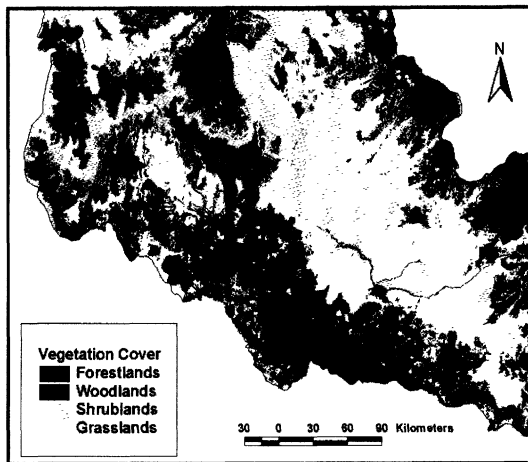 N
Vegetation Cover
Forestlands
Woodlands
Shrublands
Grasslands
30 0 30 60 90 Kilometers